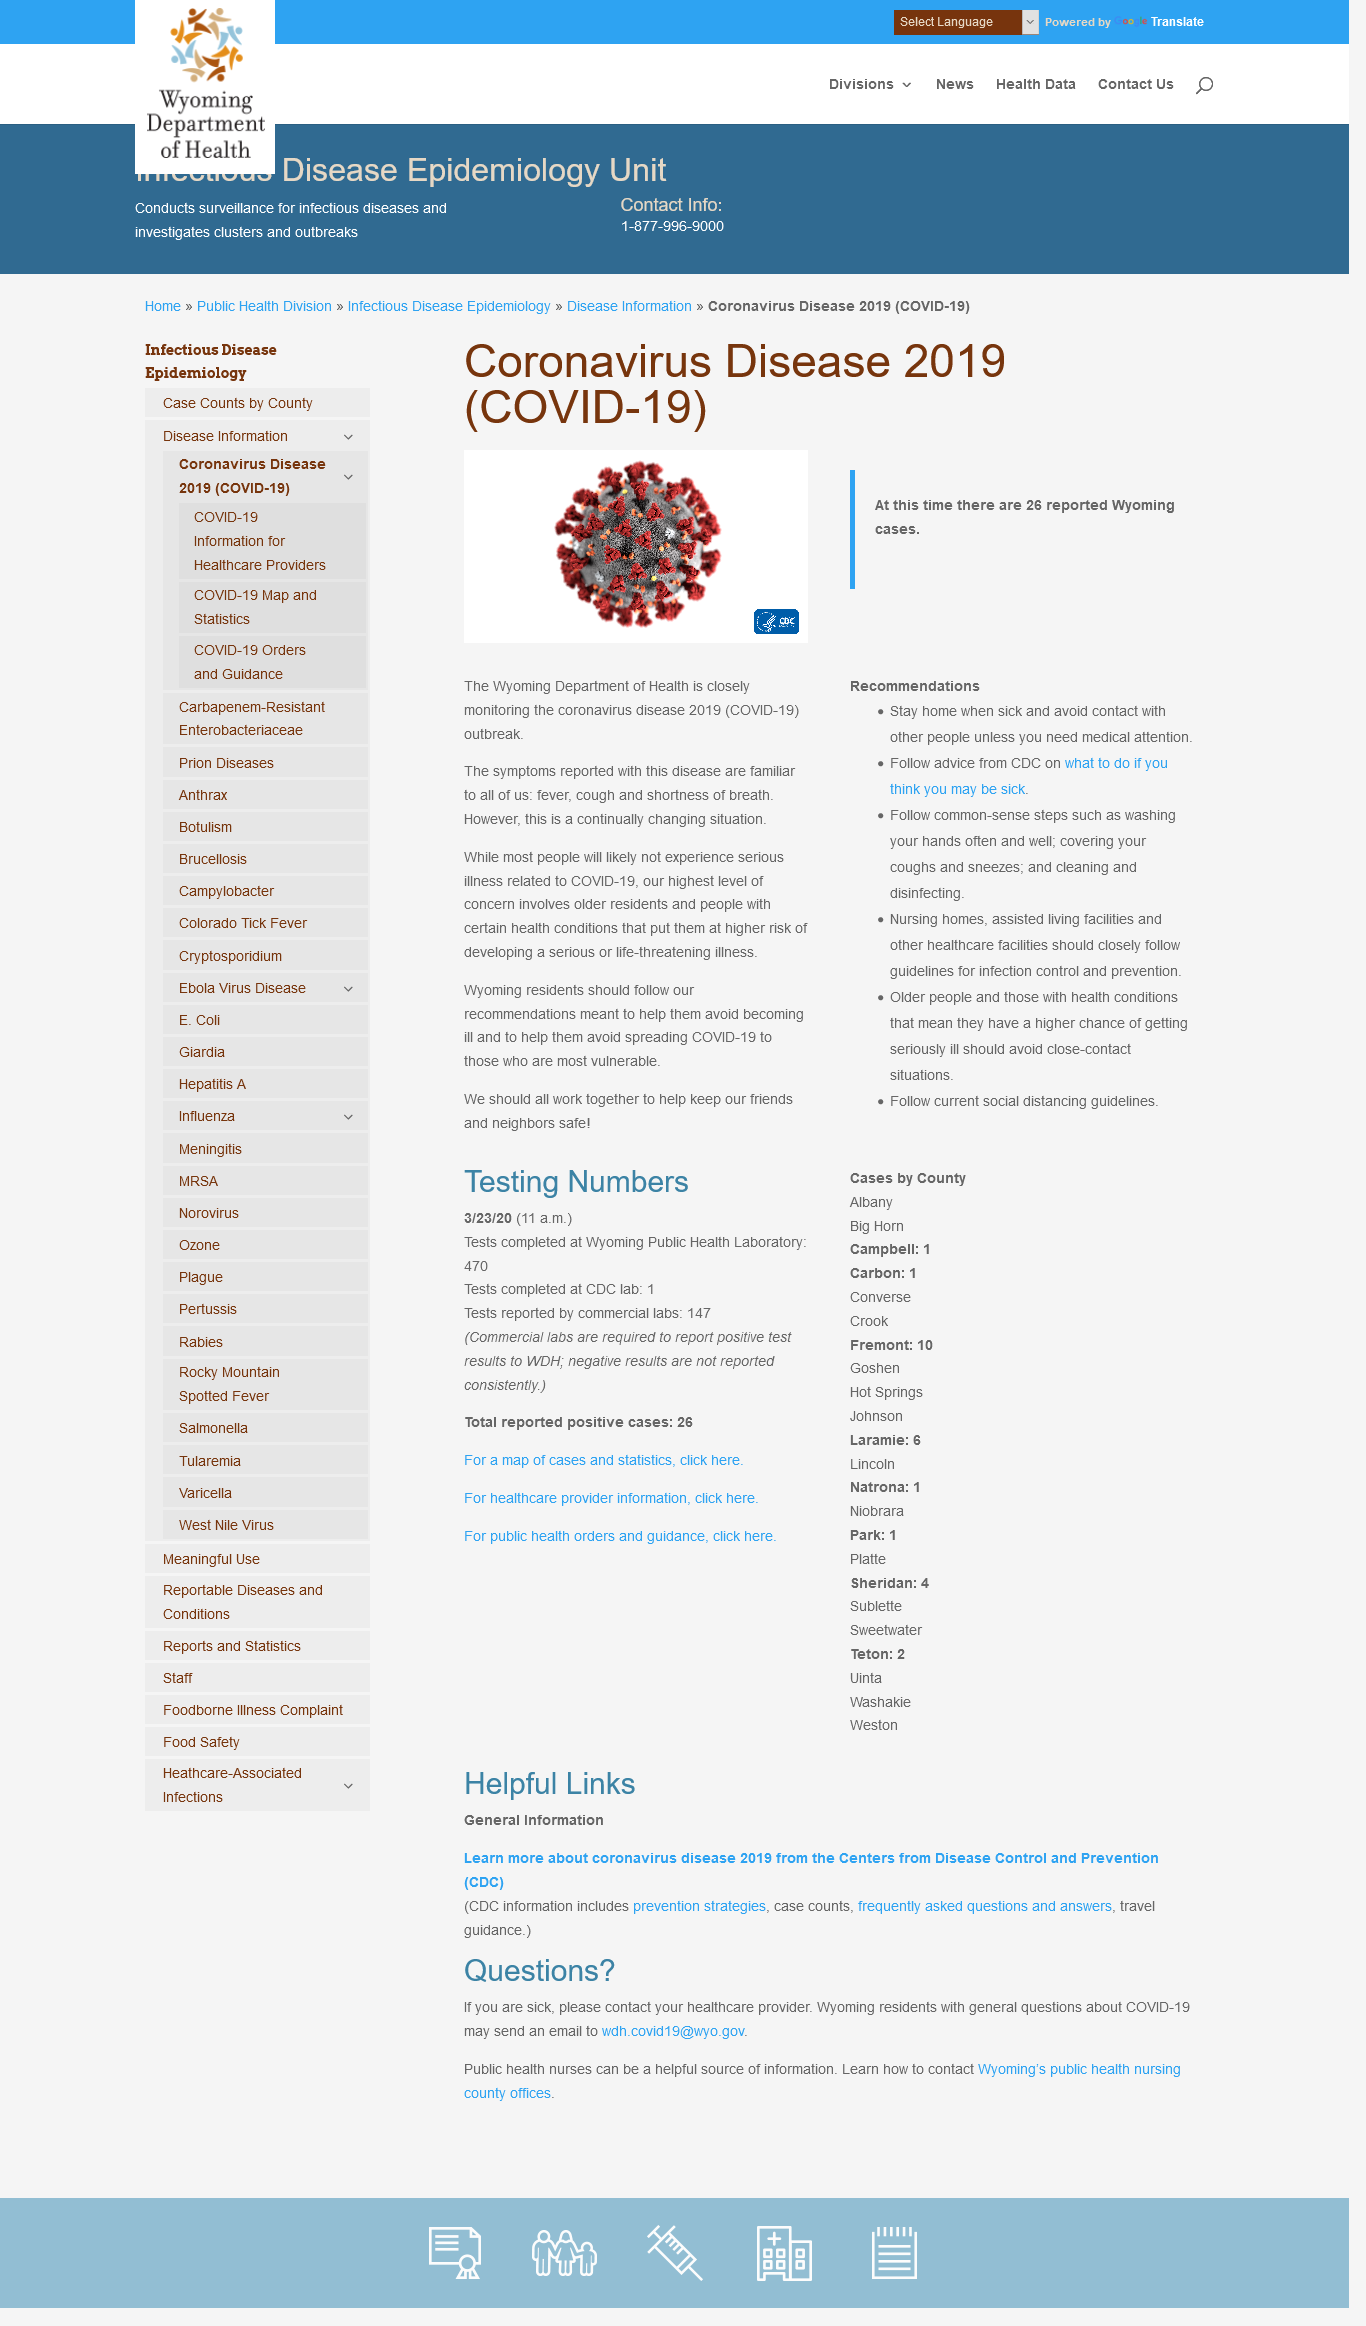 Select Language
Powered by Google Translate
Wyoming
Department
of Health
Divisions
News
Health Data
Contact Us
Infectious Disease Epidemiology Unit
Conducts surveillance for infectious diseases and
investigates clusters and outbreaks
Contact Info:
1-877-996-9000
Home » Public Health Division » Infectious Disease Epidemiology » Disease Information » Coronavirus Disease 2019 (COVID-19)
Infectious Disease
Epidemiology
Case Counts by County
Disease Information
Coronavirus Disease
2019 (COVID-19)
COVID-19
Information for
Healthcare Providers
COVID-19 Map and
Statistics
COVID-19 Orders
and Guidance
Carbapenem-Resistant
Enterobacteriaceae
Prion Diseases
Anthrax
Botulism
Brucellosis
Campylobacter
Colorado Tick Fever
Cryptosporidium
Ebola Virus Disease
E. Coli
Giardia
Hepatitis A
Influenza
Meningitis
MRSA
Norovirus
Ozone
Plague
Pertussis
Rabies
Rocky Mountain
Spotted Fever
Salmonella
Tularemia
Varicella
West Nile Virus
Meaningful Use
Reportable Diseases and
Conditions
Reports and Statistics
Staff
Foodborne Illness Complaint
Food Safety
Heathcare-Associated
Infections
Coronavirus Disease 2019
(COVID-19)
CDC
At this time there are 26 reported Wyoming
cases.
The Wyoming Department of Health is closely
monitoring the coronavirus disease 2019 (COVID-19)
outbreak.
The symptoms reported with this disease are familiar
to all of us: fever, cough and shortness of breath.
However, this is a continually changing situation.
While most people will likely not experience serious
illness related to COVID-19, our highest level of
concern involves older residents and people with
certain health conditions that put them at higher risk of
developing a serious or life-threatening illness.
Wyoming residents should follow our
recommendations meant to help them avoid becoming
ill and to help them avoid spreading COVID-19 to
those who are most vulnerable.
We should all work together to help keep our friends
and neighbors safe!
Recommendations
• Stay home when sick and avoid contact with
other people unless you need medical attention.
• Follow advice from CDC on what to do if you
think you may be sick.
• Follow common-sense steps such as washing
your hands often and well; covering your
coughs and sneezes; and cleaning and
disinfecting.
• Nursing homes, assisted living facilities and
other healthcare facilities should closely follow
guidelines for infection control and prevention.
• Older people and those with health conditions
that mean they have a higher chance of getting
seriously ill should avoid close-contact
situations.
• Follow current social distancing guidelines.
Testing Numbers
3/23/20 (11 a.m.)
Tests completed at Wyoming Public Health Laboratory:
470
Tests completed at CDC lab: 1
Tests reported by commercial labs: 147
(Commercial labs are required to report positive test
results to WDH; negative results are not reported
consistently.)
Total reported positive cases: 26
For a map of cases and statistics, click here.
For healthcare provider information, click here.
For public health orders and guidance, click here.
Cases by County
Albany
Big Horn
Campbell: 1
Carbon: 1
Converse
Crook
Fremont: 10
Goshen
Hot Springs
Johnson
Laramie: 6
Lincoln
Natrona: 1
Niobrara
Park: 1
Platte
Sheridan: 4
Sublette
Sweetwater
Teton: 2
Uinta
Washakie
Weston
Helpful Links
General Information
Learn more about coronavirus disease 2019 from the Centers from Disease Control and Prevention
(CDC)
(CDC information includes prevention strategies, case counts, frequently asked questions and answers, travel
guidance.)
Questions?
If you are sick, please contact your healthcare provider. Wyoming residents with general questions about COVID-19
may send an email to wdh.covid19@wyo.gov.
Public health nurses can be a helpful source of information. Learn how to contact Wyoming's public health nursing
county offices.